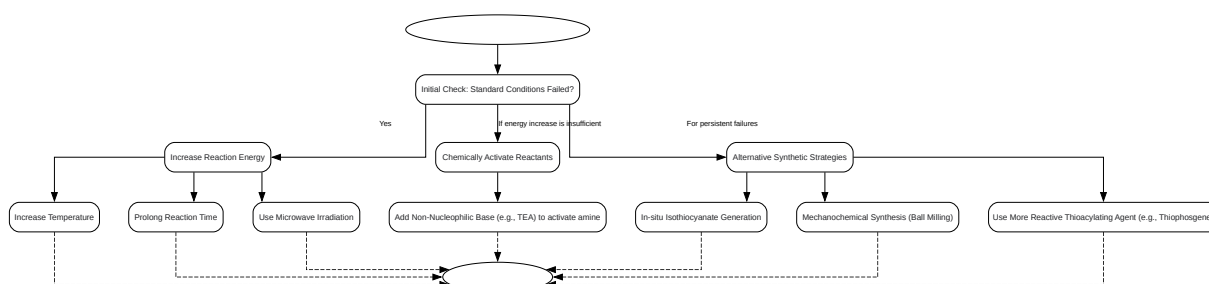 Initial Check: Standard Conditions Failed?
Yes
If energy increase is insufficient
For persistent failures
Increase Reaction Energy
Chemically Activate Reactants
Alternative Synthetic Strategies
Increase Temperature
Prolong Reaction Time
Use Microwave Irradiation
Add Non-Nucleophilic Base (e.g., TEA) to activate amine
In-situ Isothiocyanate Generation
Mechanochemical Synthesis (Ball Milling)
Use More Reactive Thioacylating Agent (e.g., Thiophosgene